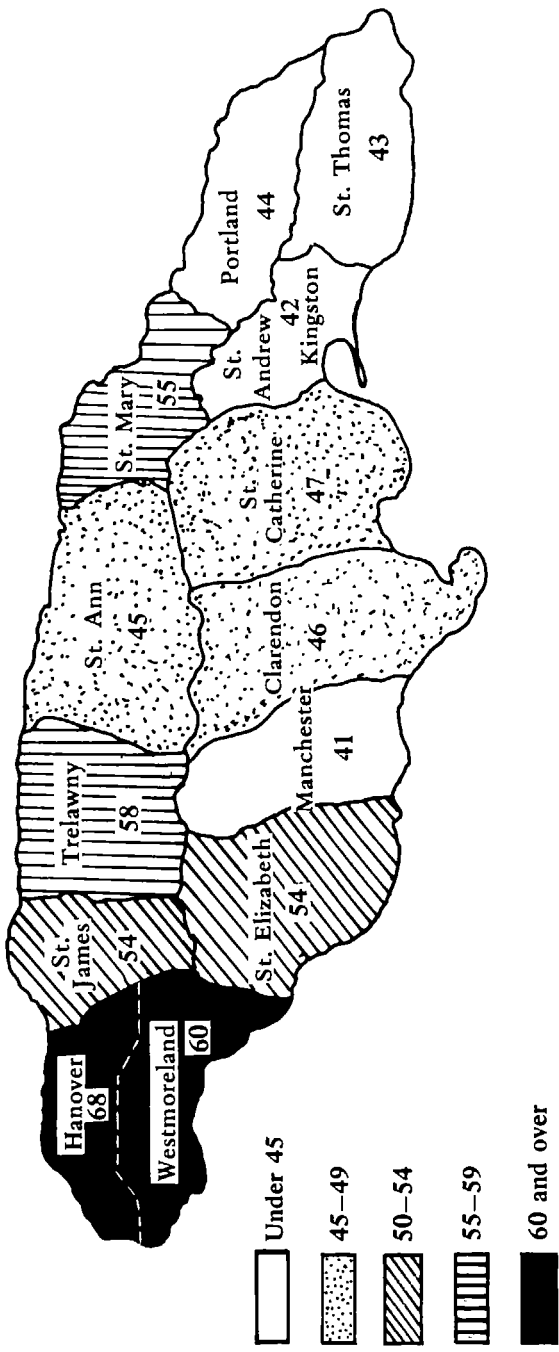 Hanover
68
Westmoreland
60
St.
James
54
Trelawny
58
St. Elizabeth
54
St. Ann
45
Manchester
41
Clarendon
46
St.
Catherine
47
St. Mary
55
St.
Andrew
42
Kingston
Portland
44
St. Thomas
43
Under 45
45–49
50–54
55–59
60 and over